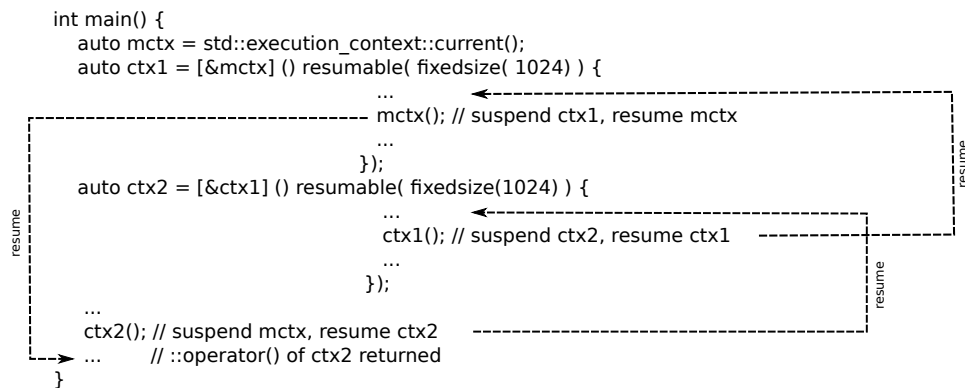 int main() {
auto mctx = std::execution_context::current();
auto ctx1 = [&mctx] () resumable( fixedsize( 1024) ) {
...
mctx(); // suspend ctx1, resume mctx
...
});
auto ctx2 = [&ctx1] () resumable( fixedsize(1024) ) {
...
ctx1(); // suspend ctx2, resume ctx1
...
});
...
ctx2(); // suspend mctx, resume ctx2
... // ::operator() of ctx2 returned
}
resume
resume
resume